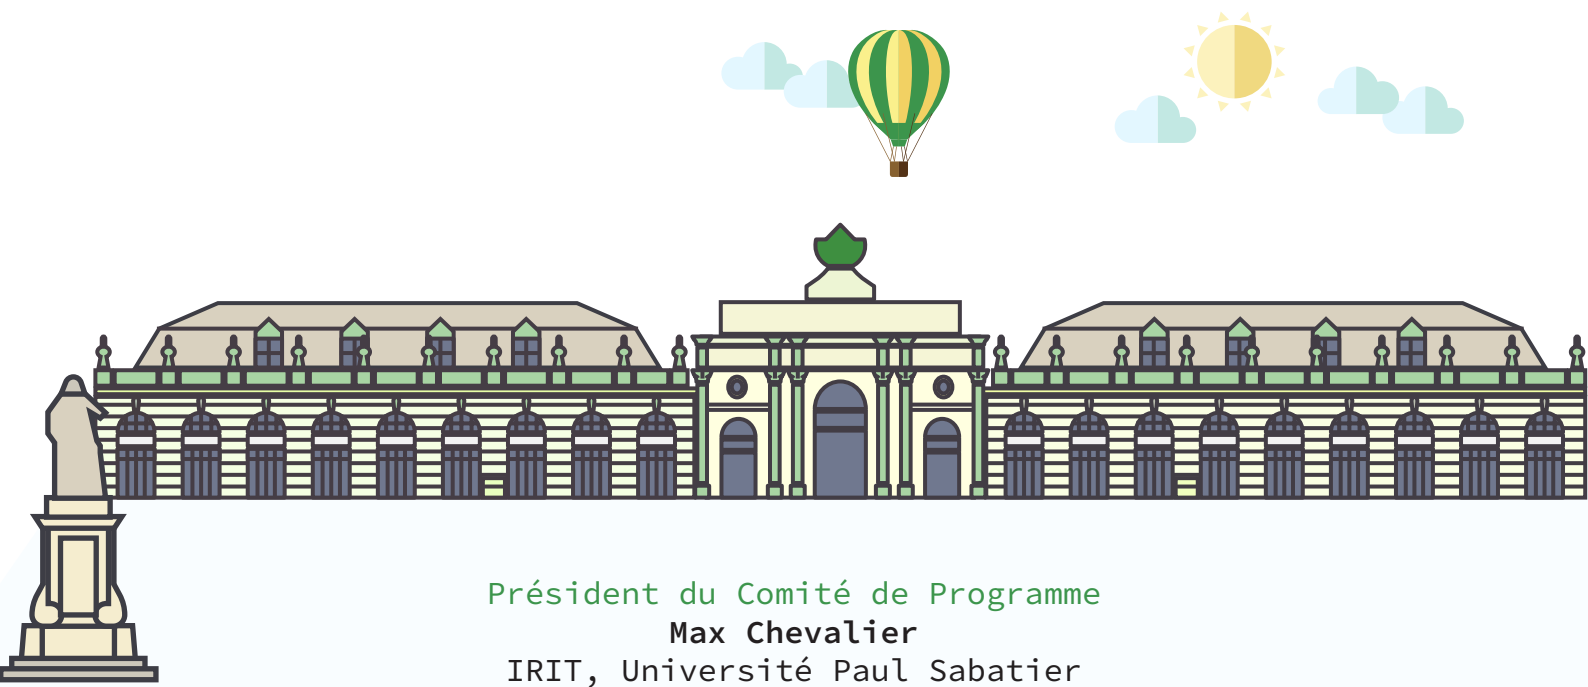 Président du Comité de Programme
Max Chevalier
IRIT, Université Paul Sabatier